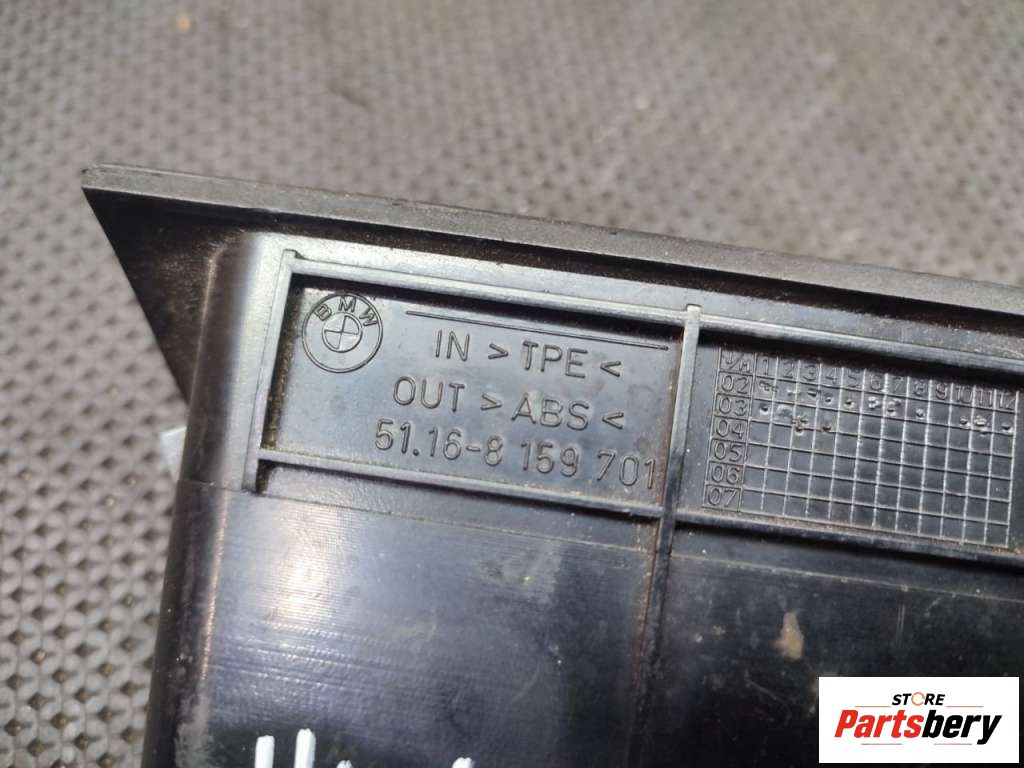 BMW
IN > TPE <
OUT > ABS <
51.16-8 159 701
J/M 1 2 3 4 5 6 7 8 9 10 11 12
02
03
04
05
06
07
STORE
Partsbery